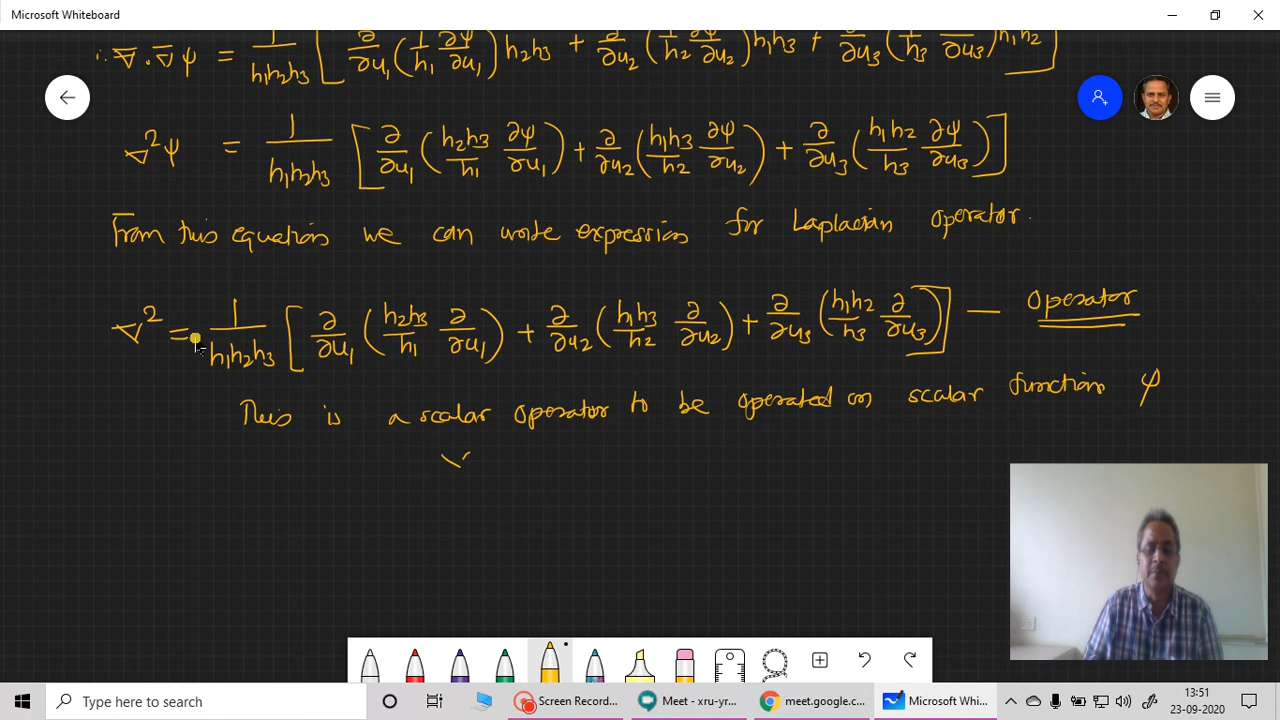 Microsoft Whiteboard
∴ ∇̄.∇̄ψ = 1/h₁h₂h₃ [ ∂/∂u₁ (1/h₁ ∂ψ/∂u₁) h₂h₃ + ∂/∂u₂ (1/h₂ ∂ψ/∂u₂) h₁h₃ + ∂/∂u₃ (1/h₃ ∂ψ/∂u₃) h₁h₂ ]
∇²ψ = 1/h₁h₂h₃ [ ∂/∂u₁ (h₂h₃/h₁ ∂ψ/∂u₁) + ∂/∂u₂ (h₁h₃/h₂ ∂ψ/∂u₂) + ∂/∂u₃ (h₁h₂/h₃ ∂ψ/∂u₃) ]
From this equation we can write expression for Laplacian operator.
∇² = 1/h₁h₂h₃ [ ∂/∂u₁ (h₂h₃/h₁ ∂/∂u₁) + ∂/∂u₂ (h₁h₃/h₂ ∂/∂u₂) + ∂/∂u₃ (h₁h₂/h₃ ∂/∂u₃) ] — Operator
This is a scalar operator to be operated on scalar function ψ
Type here to search
Screen Record...
Meet - xru-yr...
meet.google.c...
Microsoft Whi...
13:51
23-09-2020